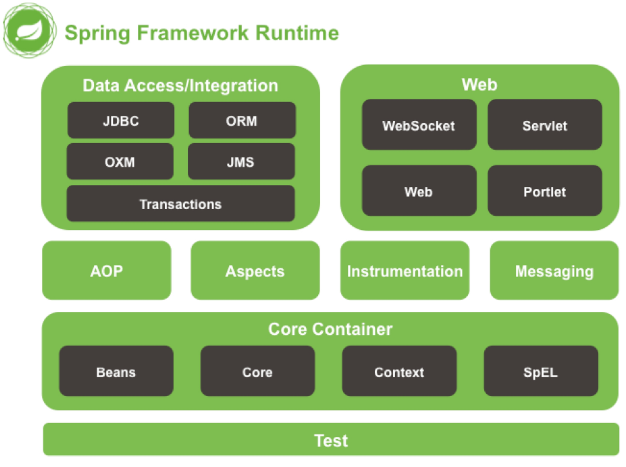 Spring Framework Runtime
Data Access/Integration
JDBC
ORM
OXM
JMS
Transactions
Web
WebSocket
Servlet
Web
Portlet
AOP
Aspects
Instrumentation
Messaging
Core Container
Beans
Core
Context
SpEL
Test